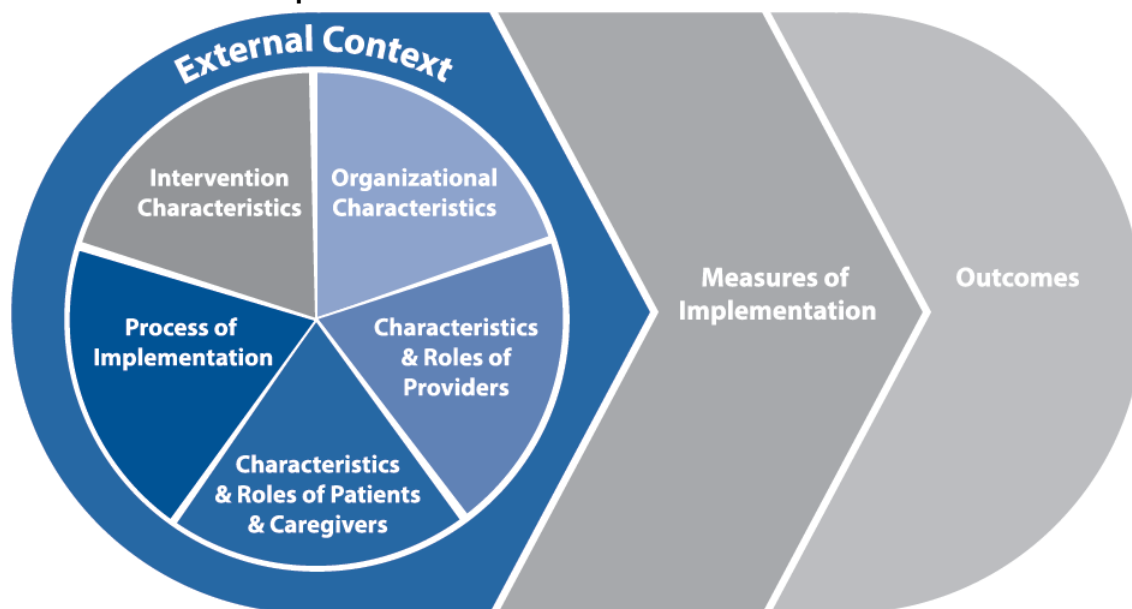 External Context
Intervention
Characteristics
Organizational
Characteristics
Process of
Implementation
Characteristics
& Roles of
Providers
Characteristics
& Roles of Patients
& Caregivers
Measures of
Implementation
Outcomes